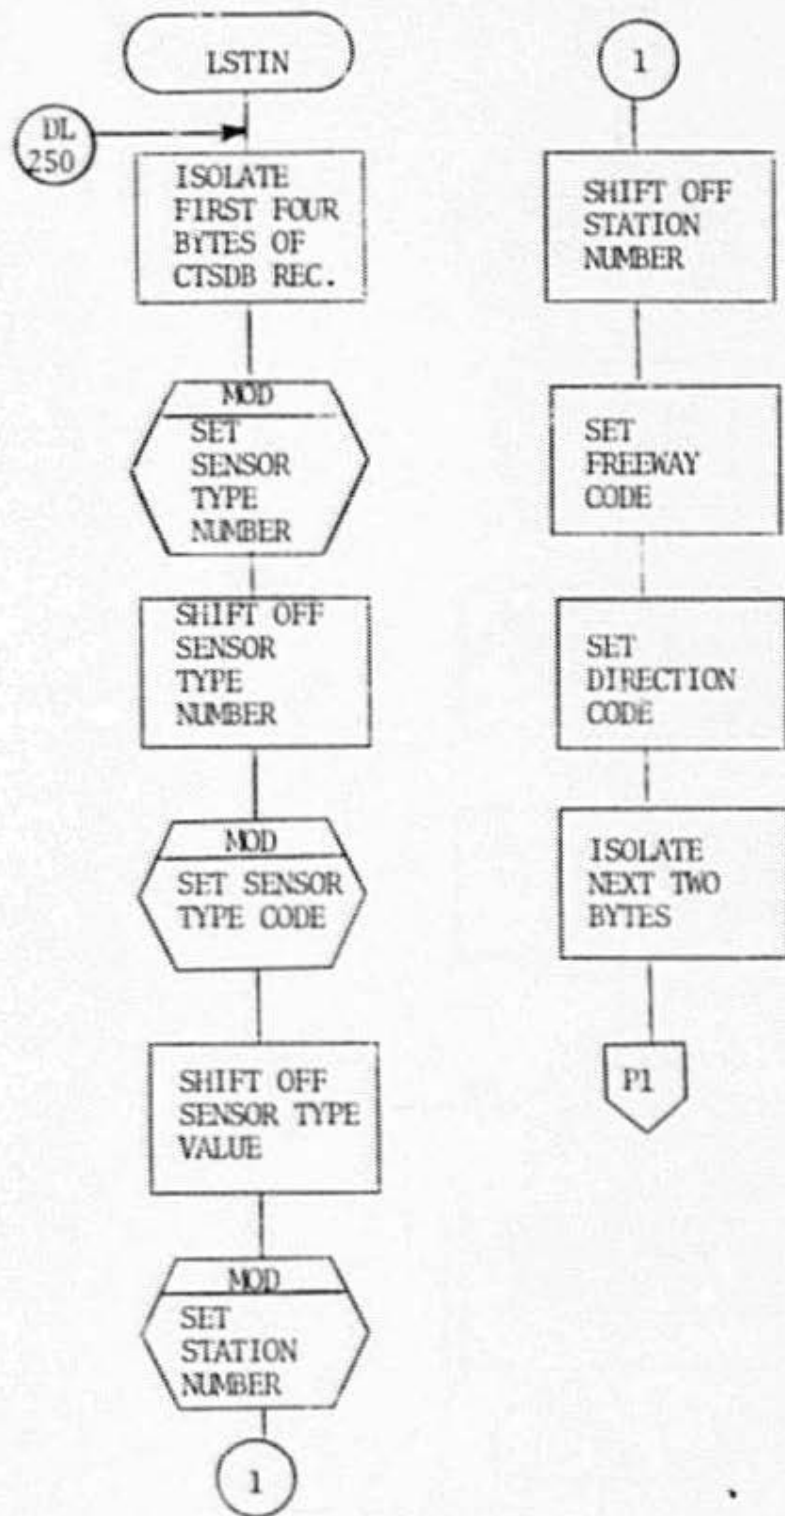 LSTIN
DL
250
ISOLATE
FIRST FOUR
BYTES OF
CTSDB REC.
MOD
SET
SENSOR
TYPE
NUMBER
SHIFT OFF
SENSOR
TYPE
NUMBER
MOD
SET SENSOR
TYPE CODE
SHIFT OFF
SENSOR TYPE
VALUE
MOD
SET
STATION
NUMBER
1
1
SHIFT OFF
STATION
NUMBER
SET
FREEWAY
CODE
SET
DIRECTION
CODE
ISOLATE
NEXT TWO
BYTES
P1